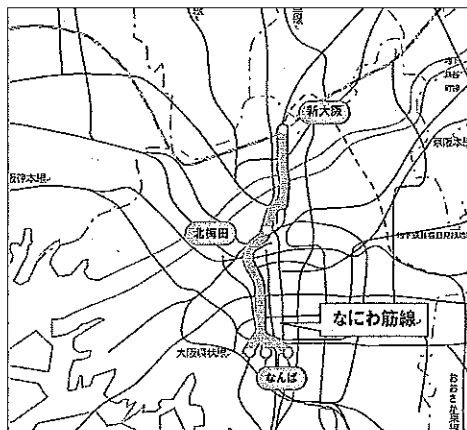 新大阪
京阪本線
阪神本線
北梅田
なにわ筋線
大阪環状線
なんば
おおさか東線